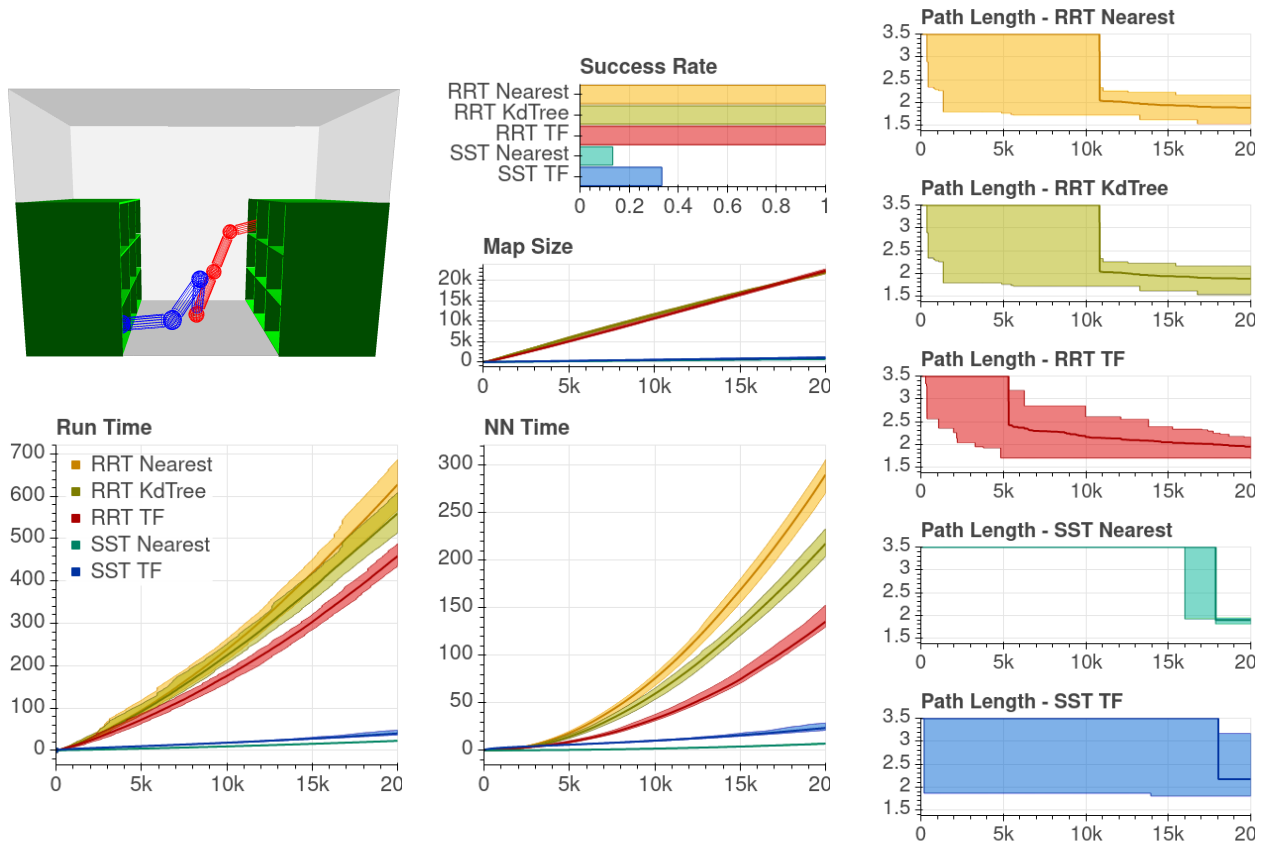 Success Rate
RRT Nearest
RRT KdTree
RRT TF
SST Nearest
SST TF
0 0.2 0.4 0.6 0.8 1
Map Size
20k
15k
10k
5k
0
0 5k 10k 15k 20
Run Time
700
600
500
400
300
200
100
0
RRT Nearest
RRT KdTree
RRT TF
SST Nearest
SST TF
0 5k 10k 15k 20
NN Time
300
250
200
150
100
50
0
0 5k 10k 15k 20
Path Length - RRT Nearest
3.5
3
2.5
2
1.5
0 5k 10k 15k 20
Path Length - RRT KdTree
3.5
3
2.5
2
1.5
0 5k 10k 15k 20
Path Length - RRT TF
3.5
3
2.5
2
1.5
0 5k 10k 15k 20
Path Length - SST Nearest
3.5
3
2.5
2
1.5
0 5k 10k 15k 20
Path Length - SST TF
3.5
3
2.5
2
1.5
0 5k 10k 15k 20